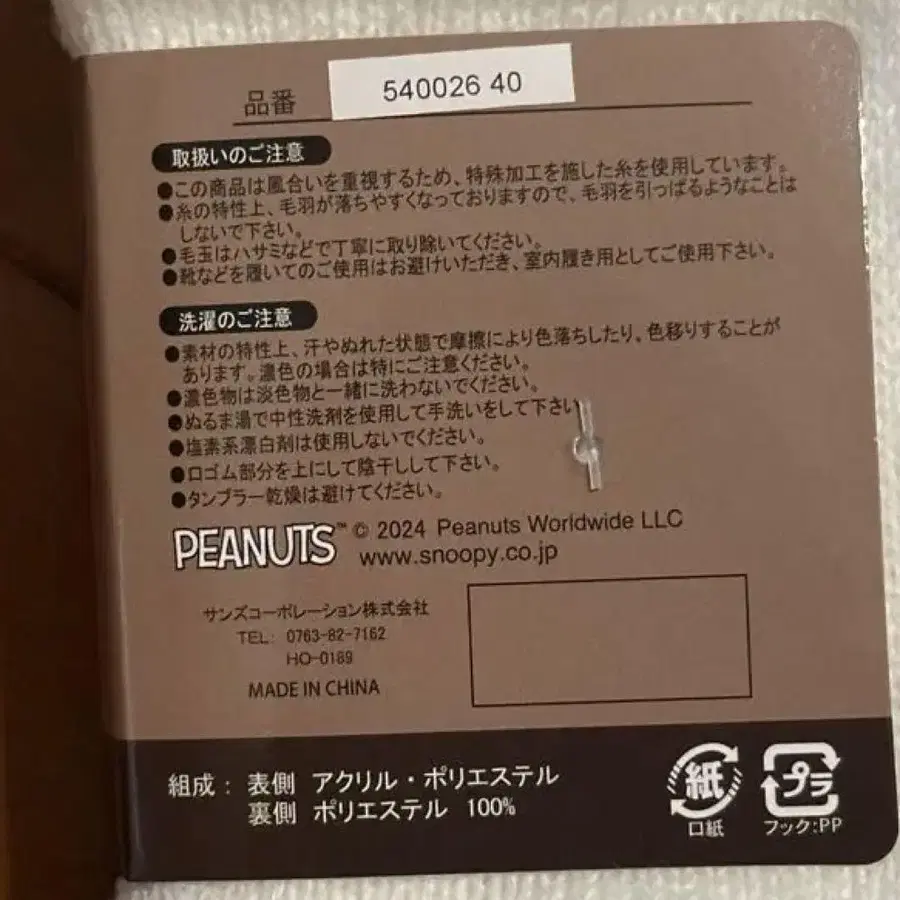 品番 540026 40
取扱いのご注意
●この商品は風合いを重視するため、特殊加工を施した糸を使用しています。
●糸の特性上、毛羽が落ちやすくなっておりますので、毛羽を引っぱるようなことは
しないで下さい。
●毛玉はハサミなどで丁寧に取り除いてください。
●靴などを履いてのご使用はお避けいただき、室内履き用としてご使用下さい。
洗濯のご注意
●素材の特性上、汗やぬれた状態で摩擦により色落ちしたり、色移りすることが
あります。濃色の場合は特にご注意ください。
●濃色物は淡色物と一緒に洗わないでください。
●ぬるま湯で中性洗剤を使用して手洗いをして下さい
●塩素系漂白剤は使用しないでください。
●口ゴム部分を上にして陰干しして下さい。
●タンブラー乾燥は避けてください。
PEANUTS™ © 2024 Peanuts Worldwide LLC
www.snoopy.co.jp
サンズコーポレーション株式会社
TEL: 0763-82-7162
HO-0189
MADE IN CHINA
組成: 表側 アクリル・ポリエステル
裏側 ポリエステル 100%
紙
口紙
プラ
フック:PP